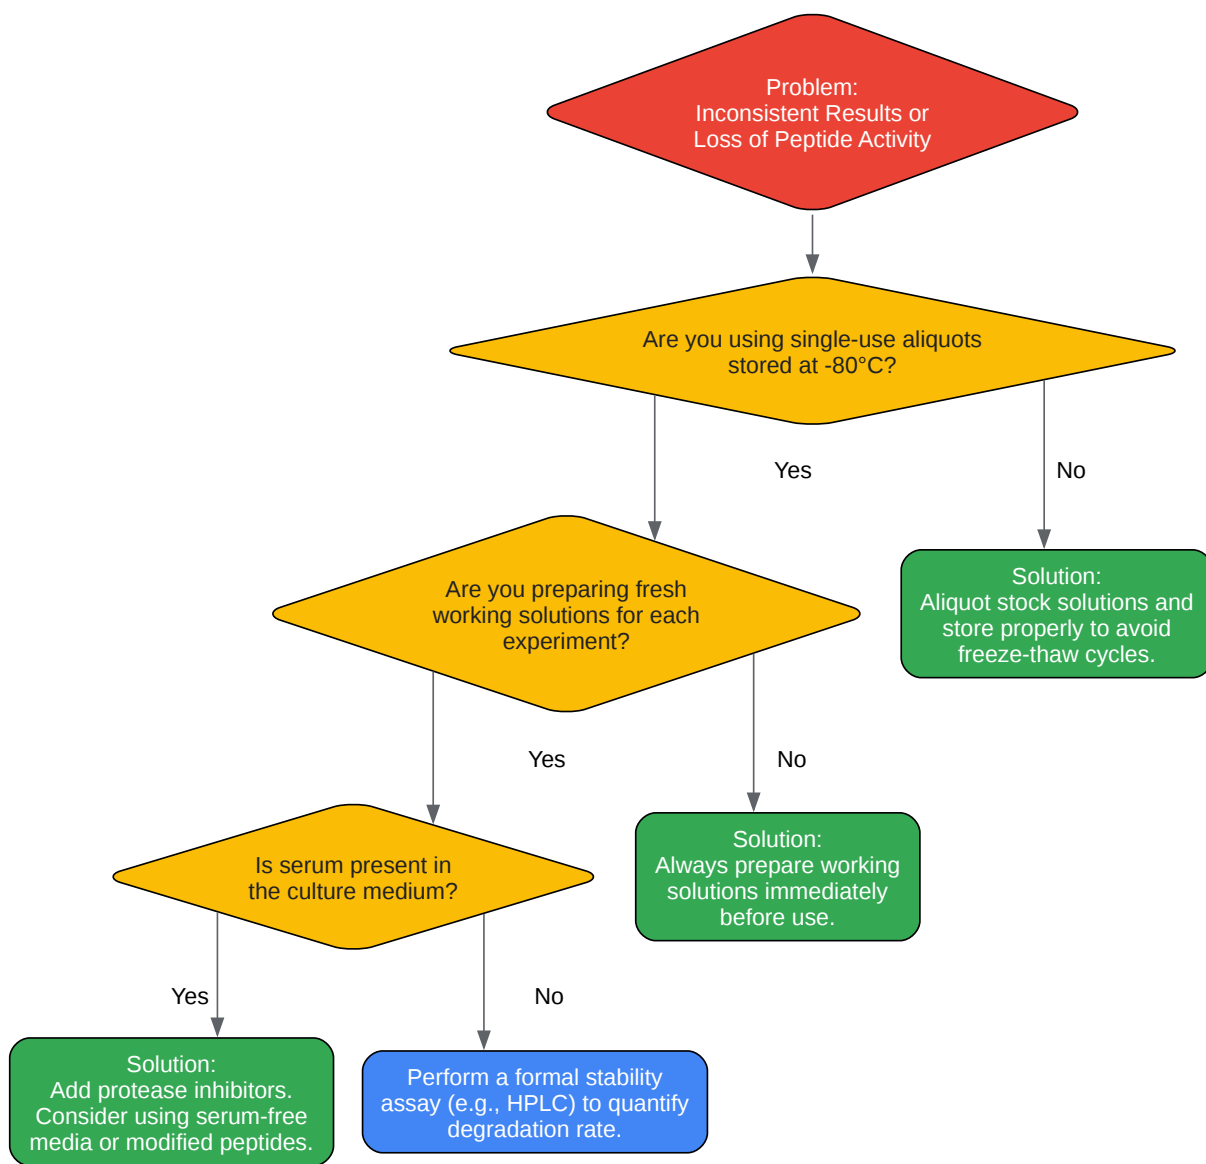 Problem:
Inconsistent Results or
Loss of Peptide Activity
Are you using single-use aliquots
stored at -80°C?
Yes
No
Are you preparing fresh
working solutions for each
experiment?
Solution:
Aliquot stock solutions and
store properly to avoid
freeze-thaw cycles.
Yes
No
Is serum present in
the culture medium?
Solution:
Always prepare working
solutions immediately
before use.
Yes
No
Solution:
Add protease inhibitors.
Consider using serum-free
media or modified peptides.
Perform a formal stability
assay (e.g., HPLC) to quantify
degradation rate.